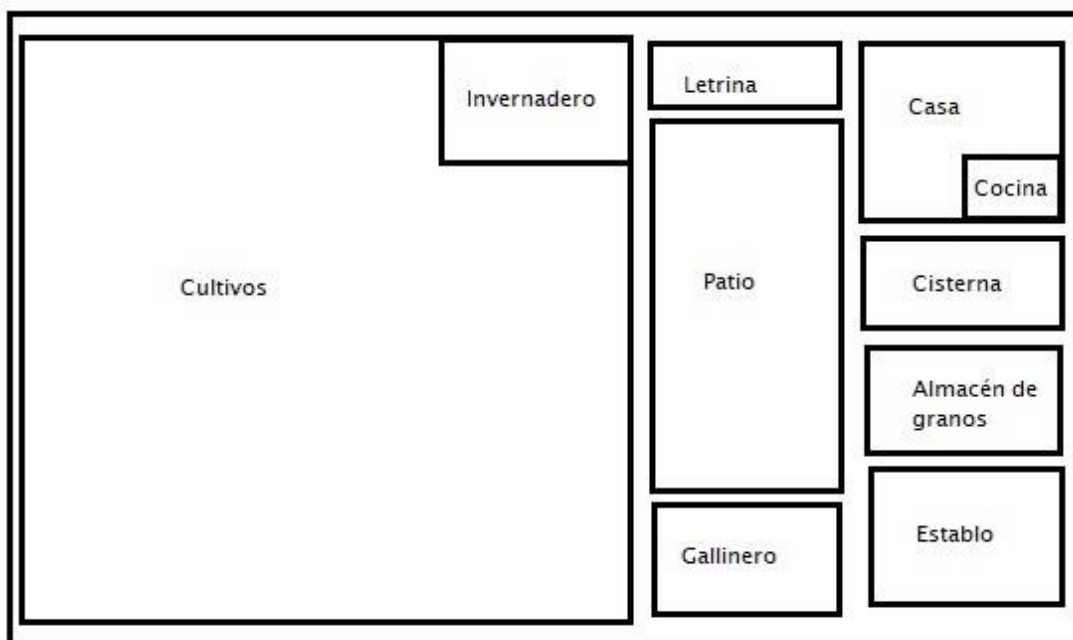 Invernadero
Letrina
Casa
Cocina
Cultivos
Patio
Cisterna
Almacén de
granos
Gallinero
Establo